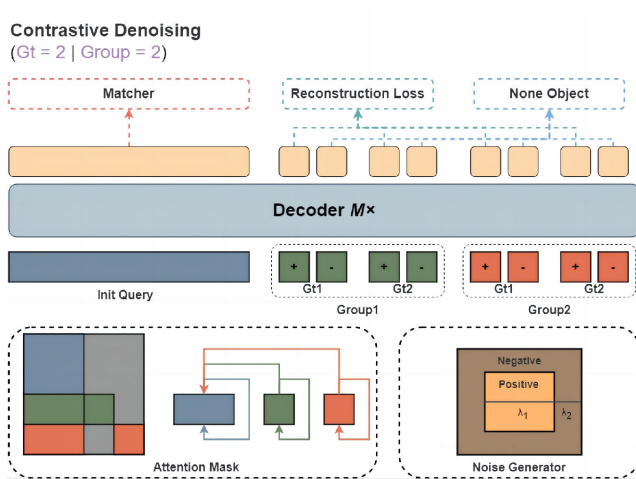 Contrastive Denoising
(Gt = 2 | Group = 2)
Matcher
Reconstruction Loss
None Object
Decoder M×
+ - + - + - + -
Init Query
Gt1 Gt2 Gt1 Gt2
Group1
Group2
Negative
Positive
λ1 λ2
Attention Mask
Noise Generator